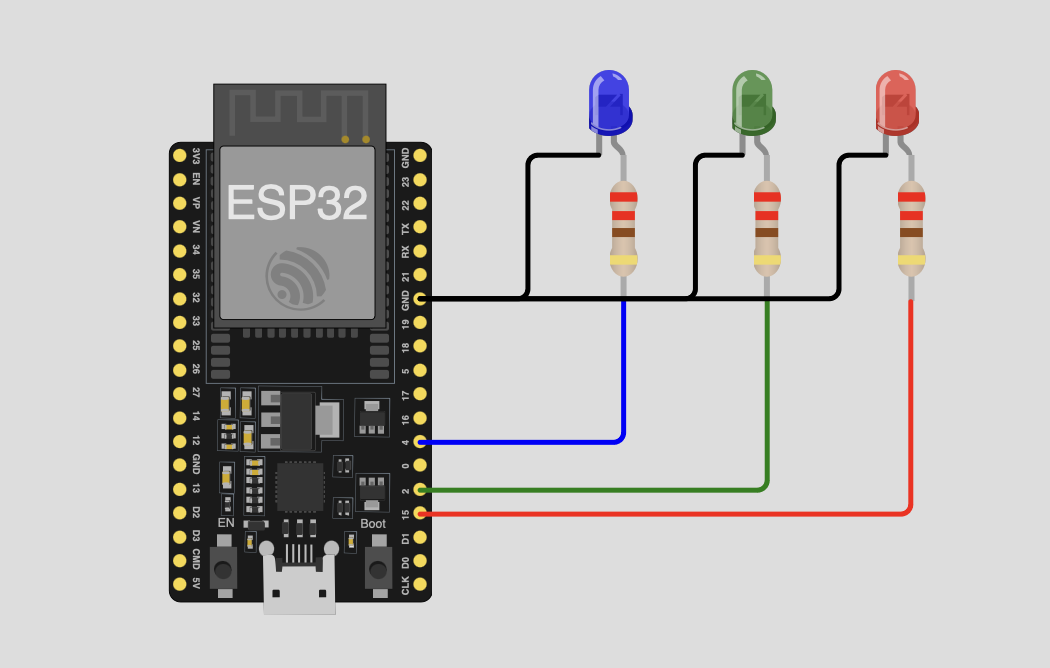 ESP32
3V3
EN
VP
VN
34
35
32
33
25
26
27
14
12
GND
13
D2
D3
CMD
5V
GND
23
22
TX
RX
21
GND
19
18
5
17
16
4
0
2
15
D1
D0
CLK
EN
Boot